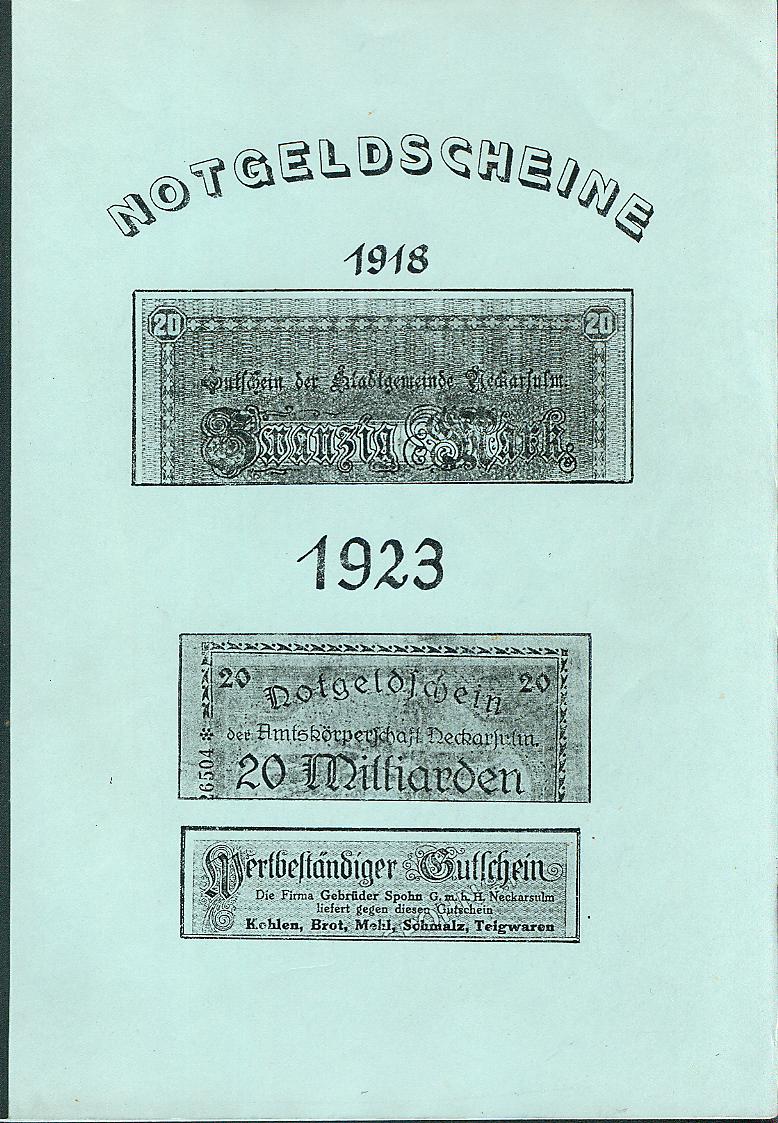 NOTGELDSCHEINE
1918
20 20
Gutschein der Stadtgemeinde Neckarsulm.
Zwanzig Mark.
1923
20 Notgeldschein 20
der Amtskörperschaft Neckarsulm.
20 Milliarden
26504
Wertbeständiger Gutschein
Die Firma Gebrüder Spohn G. m. b. H. Neckarsulm
liefert gegen diesen Gutschein
Kohlen, Brot, Mehl, Schmalz, Teigwaren